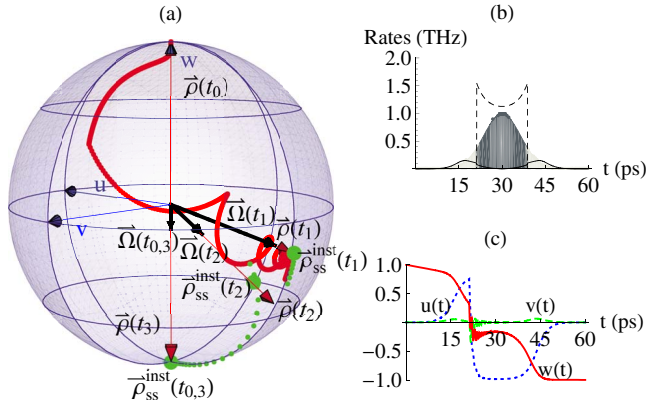 (a)
w
ρ⃗(t₀)
u
v
Ω⃗(t₁)
ρ⃗(t₁)
Ω⃗(t₀,₃)
Ω⃗(t₂)
ρ⃗ₛₛⁱⁿˢᵗ(t₁)
ρ⃗ₛₛⁱⁿˢᵗ(t₂)
ρ⃗(t₂)
ρ⃗(t₃)
ρ⃗ₛₛⁱⁿˢᵗ(t₀,₃)
(b)
Rates (THz)
2.0
1.5
1.0
0.5
15 30 45 60
t (ps)
(c)
1.0
0.5
u(t) v(t)
t (ps)
15 30 45 60
−0.5
w(t)
−1.0